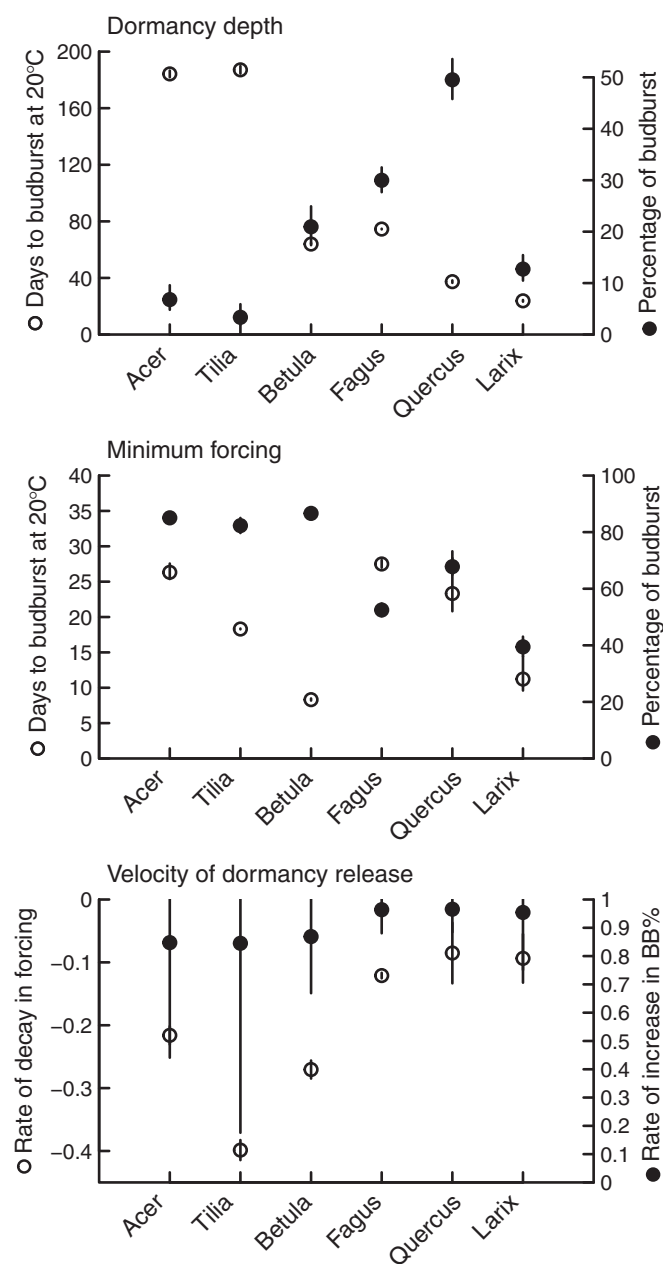 Dormancy depth
Days to budburst at 20°C
200
160
120
80
40
0
50
40
30
20
10
0
Percentage of budburst
Acer
Tilia
Betula
Fagus
Quercus
Larix
Minimum forcing
Days to budburst at 20°C
40
35
30
25
20
15
10
5
0
100
80
60
40
20
0
Percentage of budburst
Acer
Tilia
Betula
Fagus
Quercus
Larix
Velocity of dormancy release
Rate of decay in forcing
0
−0.1
−0.2
−0.3
−0.4
1
0.9
0.8
0.7
0.6
0.5
0.4
0.3
0.2
0.1
0
Rate of increase in BB%
Acer
Tilia
Betula
Fagus
Quercus
Larix